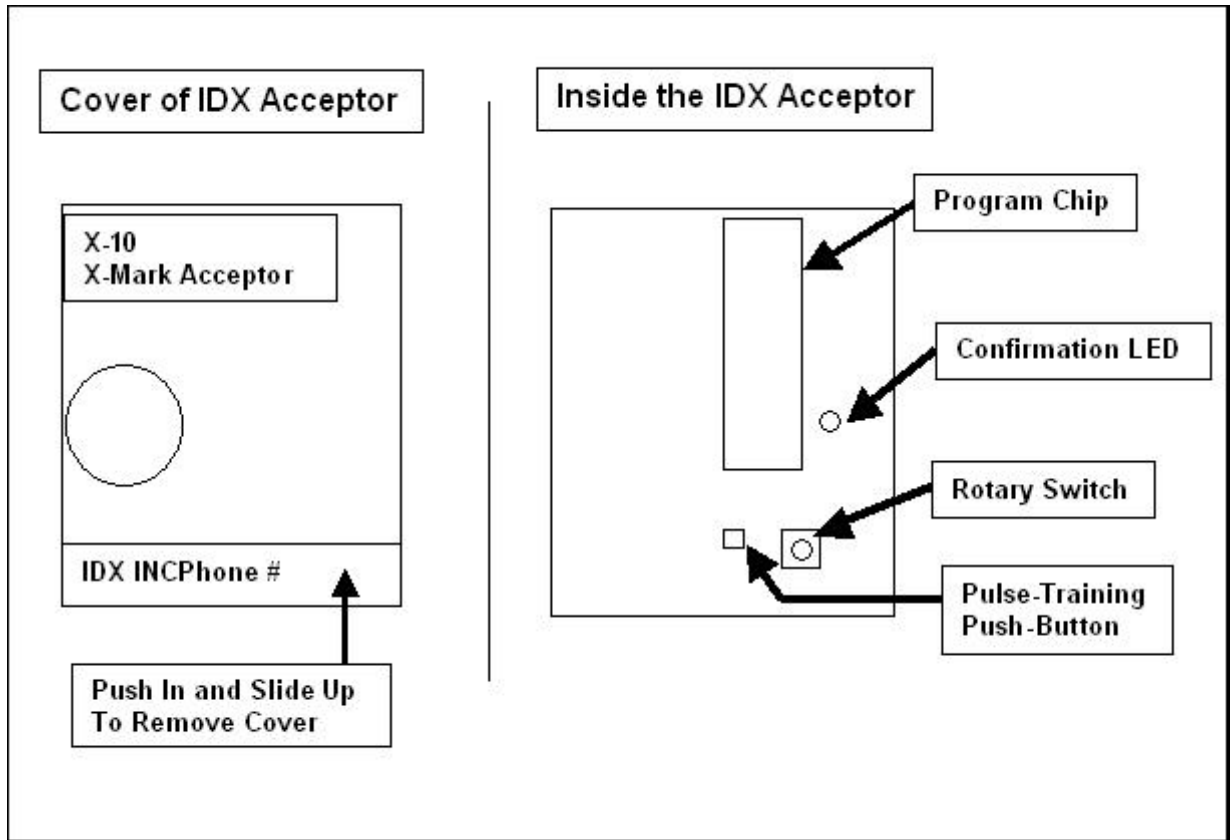 Cover of IDX Acceptor
X-10
X-Mark Acceptor
IDX INCPhone #
Push In and Slide Up
To Remove Cover
Inside the IDX Acceptor
Program Chip
Confirmation LED
Rotary Switch
Pulse-Training
Push-Button